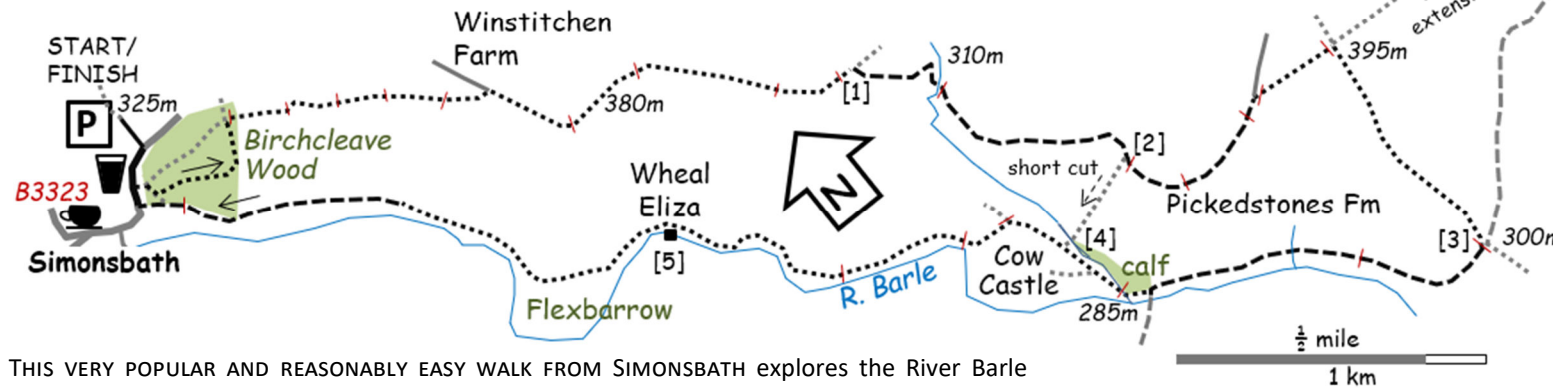 extens
Winstitchen
Farm
START/
FINISH
395m
310m
325m
P
380m
[1]
Birchcleave
Wood
[2]
short cut
Wheal
Eliza
N
B3323
Pickedstones Fm
[4]
[3]
300m
Simonsbath
[5]
Cow
Castle
calf
R. Barle
Flexbarrow
285m
½ mile
THIS VERY POPULAR AND REASONABLY EASY WALK FROM SIMONSBATH explores the River Barle
1 km